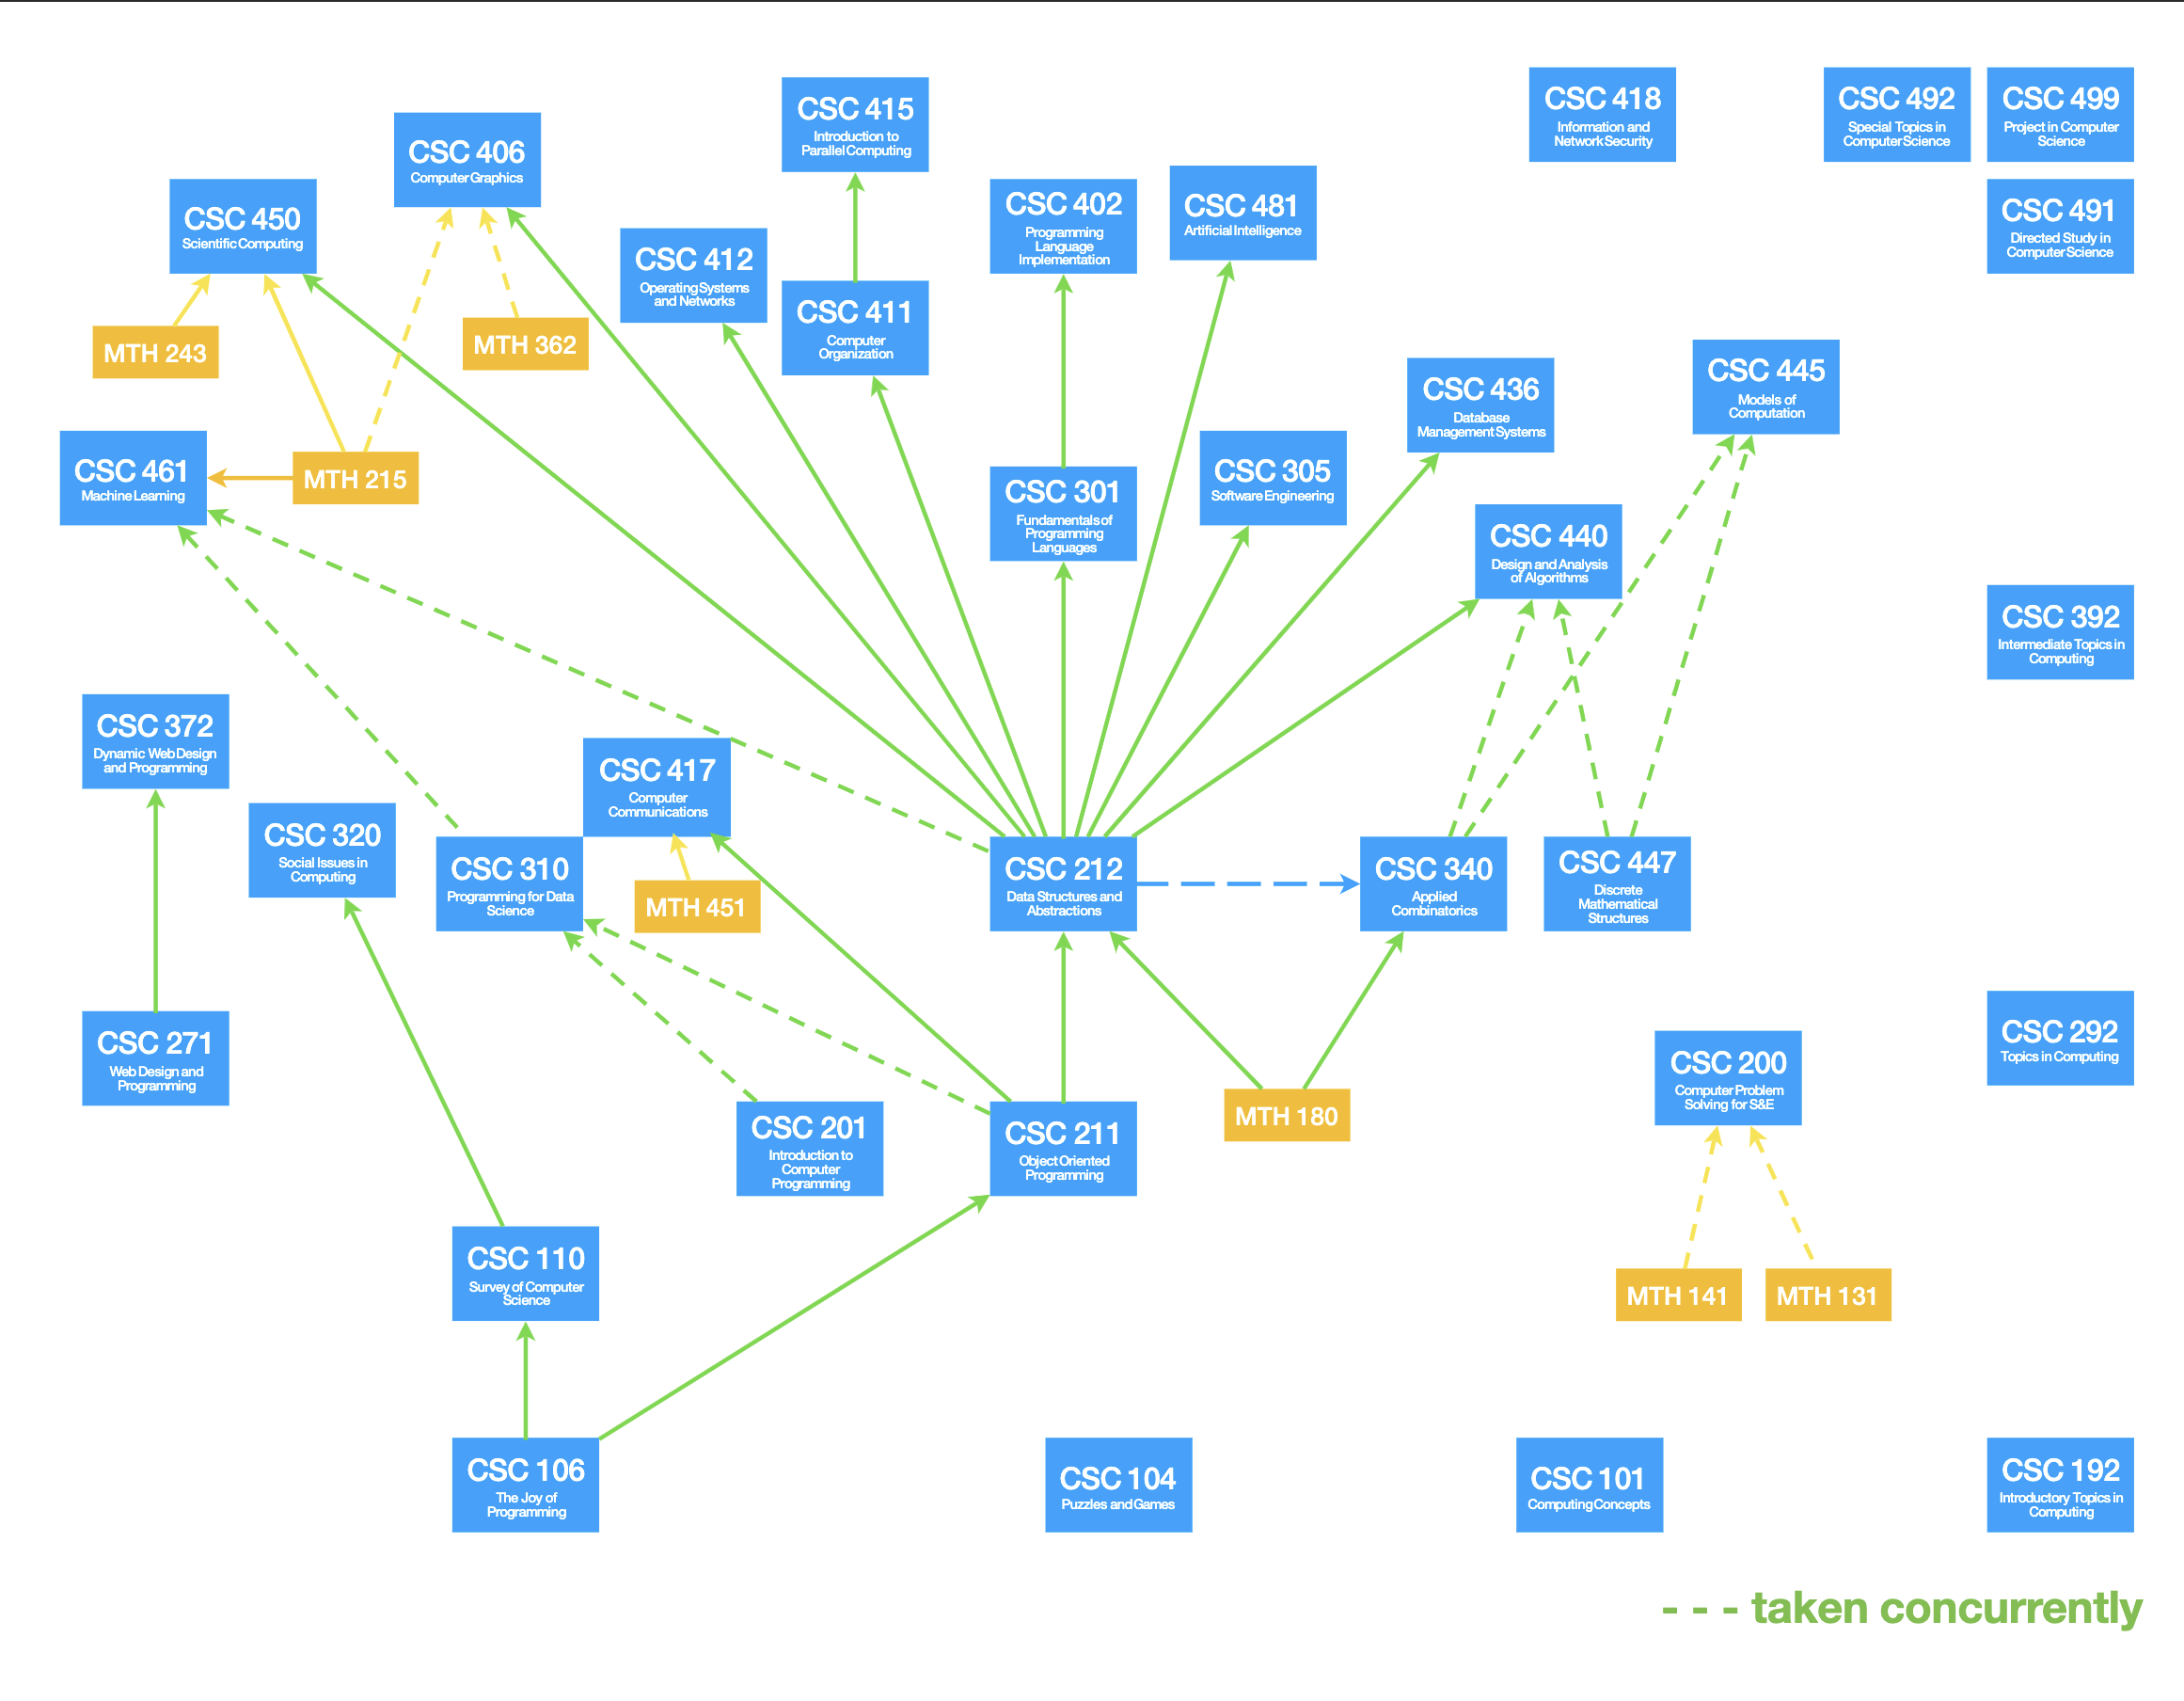 CSC 415
Introduction to
Parallel Computing
CSC 418
Information and
Network Security
CSC 492
Special Topics in
Computer Science
CSC 499
Project in Computer
Science
CSC 406
Computer Graphics
CSC 450
Scientific Computing
CSC 402
Programming
Language
Implementation
CSC 481
Artificial Intelligence
CSC 491
Directed Study in
Computer Science
CSC 412
Operating Systems
and Networks
CSC 411
Computer
Organization
MTH 243
MTH 362
CSC 436
Database
Management Systems
CSC 445
Models of
Computation
CSC 461
Machine Learning
MTH 215
CSC 301
Fundamentals of
Programming
Languages
CSC 305
Software Engineering
CSC 440
Design and Analysis
of Algorithms
CSC 392
Intermediate Topics in
Computing
CSC 372
Dynamic Web Design
and Programming
CSC 417
Computer
Communications
CSC 320
Social Issues in
Computing
CSC 310
Programming for Data
Science
MTH 451
CSC 212
Data Structures and
Abstractions
CSC 340
Applied
Combinatorics
CSC 447
Discrete
Mathematical
Structures
CSC 271
Web Design and
Programming
CSC 292
Topics in Computing
CSC 200
Computer Problem
Solving for S&E
CSC 201
Introduction to
Computer
Programming
CSC 211
Object Oriented
Programming
MTH 180
CSC 110
Survey of Computer
Science
MTH 141
MTH 131
CSC 106
The Joy of
Programming
CSC 104
Puzzles and Games
CSC 101
Computing Concepts
CSC 192
Introductory Topics in
Computing
- - - taken concurrently